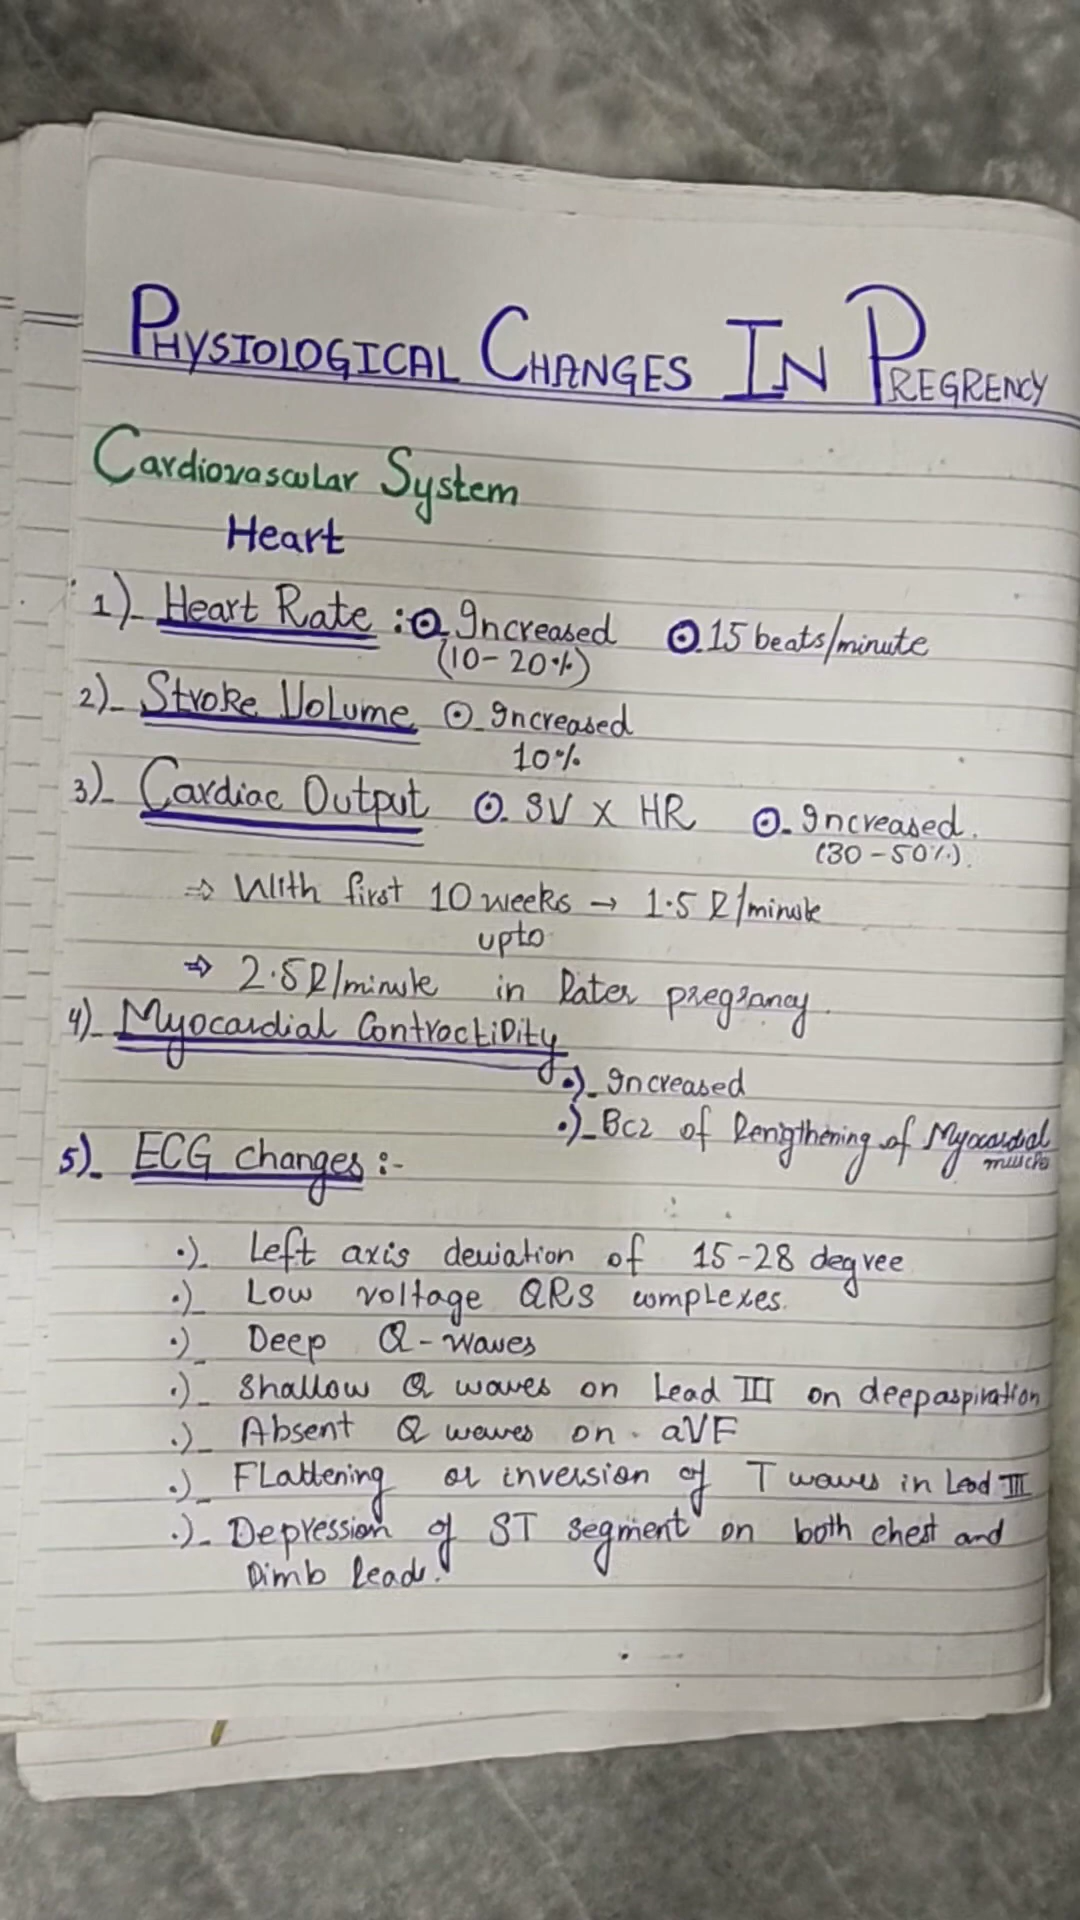 PHYSIOLOGICAL CHANGES IN PREGRENCY
Cardiovascular System
Heart
1) Heart Rate : Increased 15 beats/minute
(10-20%)
2) Stroke Volume Increased
10%
3) Cardiac Output SV X HR Increased.
(30-50%).
⇒ With first 10 weeks → 1.5 l/minute
upto
⇒ 2.5 l/minute in later pregnancy.
4) Myocardial Contractility
•) Increased
•) Bcz of lengthening of Myocardial
muscles
5) ECG changes :-
•) Left axis deviation of 15-28 degree
•) Low voltage QRS complexes.
•) Deep Q-waves
•) Shallow Q waves on Lead III on deepaspiration
•) Absent Q waves on aVF
•) Flattening or inversion of T waves in Lead III
•) Depression of ST segment on both chest and
limb leads.